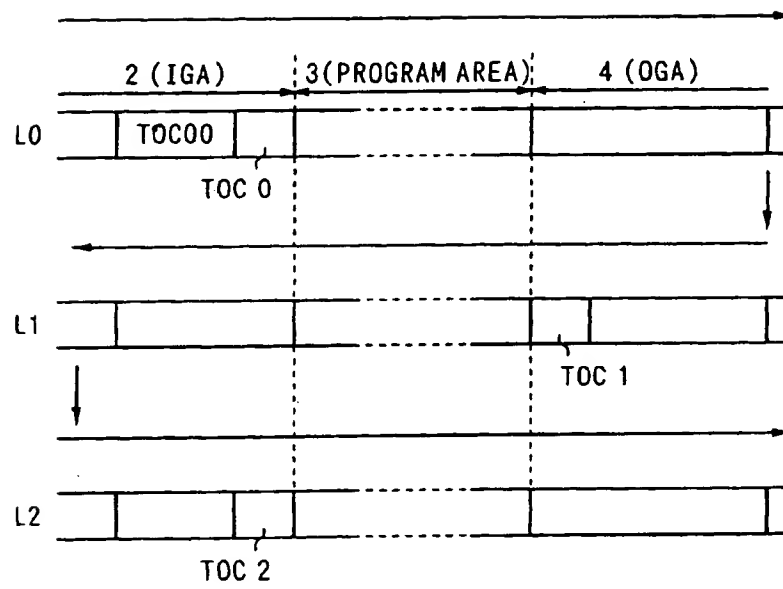 2 (IGA) 3(PROGRAM AREA) 4 (OGA)
L0 TOC00
TOC 0
L1
TOC 1
L2
TOC 2